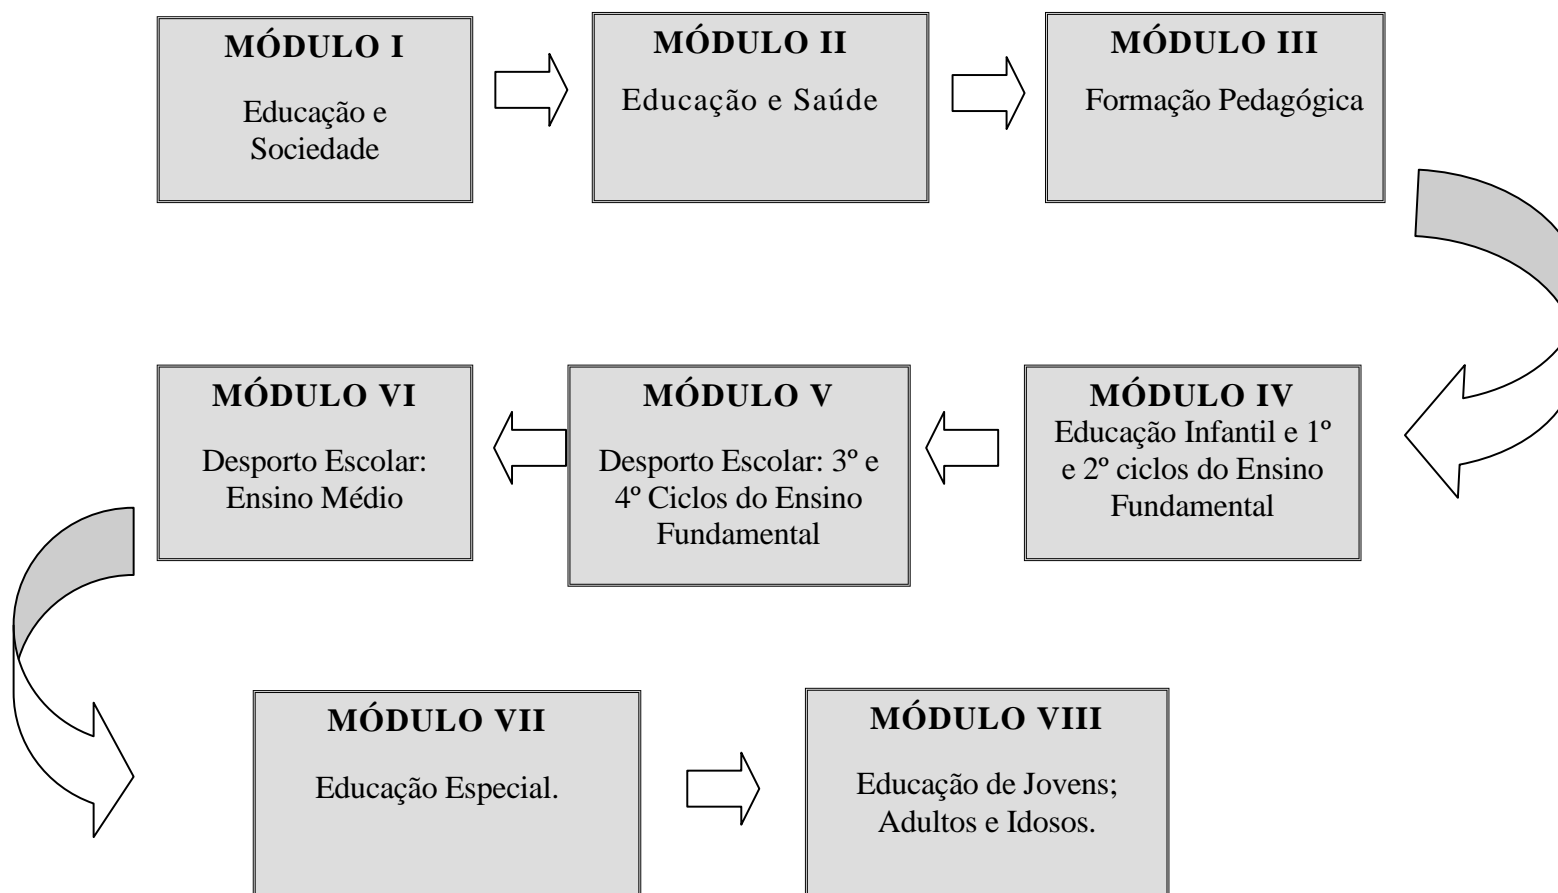 MÓDULO I
Educação e
Sociedade
MÓDULO II
Educação e Saúde
MÓDULO III
Formação Pedagógica
MÓDULO IV
Educação Infantil e 1º
e 2º ciclos do Ensino
Fundamental
MÓDULO V
Desporto Escolar: 3º e
4º Ciclos do Ensino
Fundamental
MÓDULO VI
Desporto Escolar:
Ensino Médio
MÓDULO VII
Educação Especial.
MÓDULO VIII
Educação de Jovens;
Adultos e Idosos.